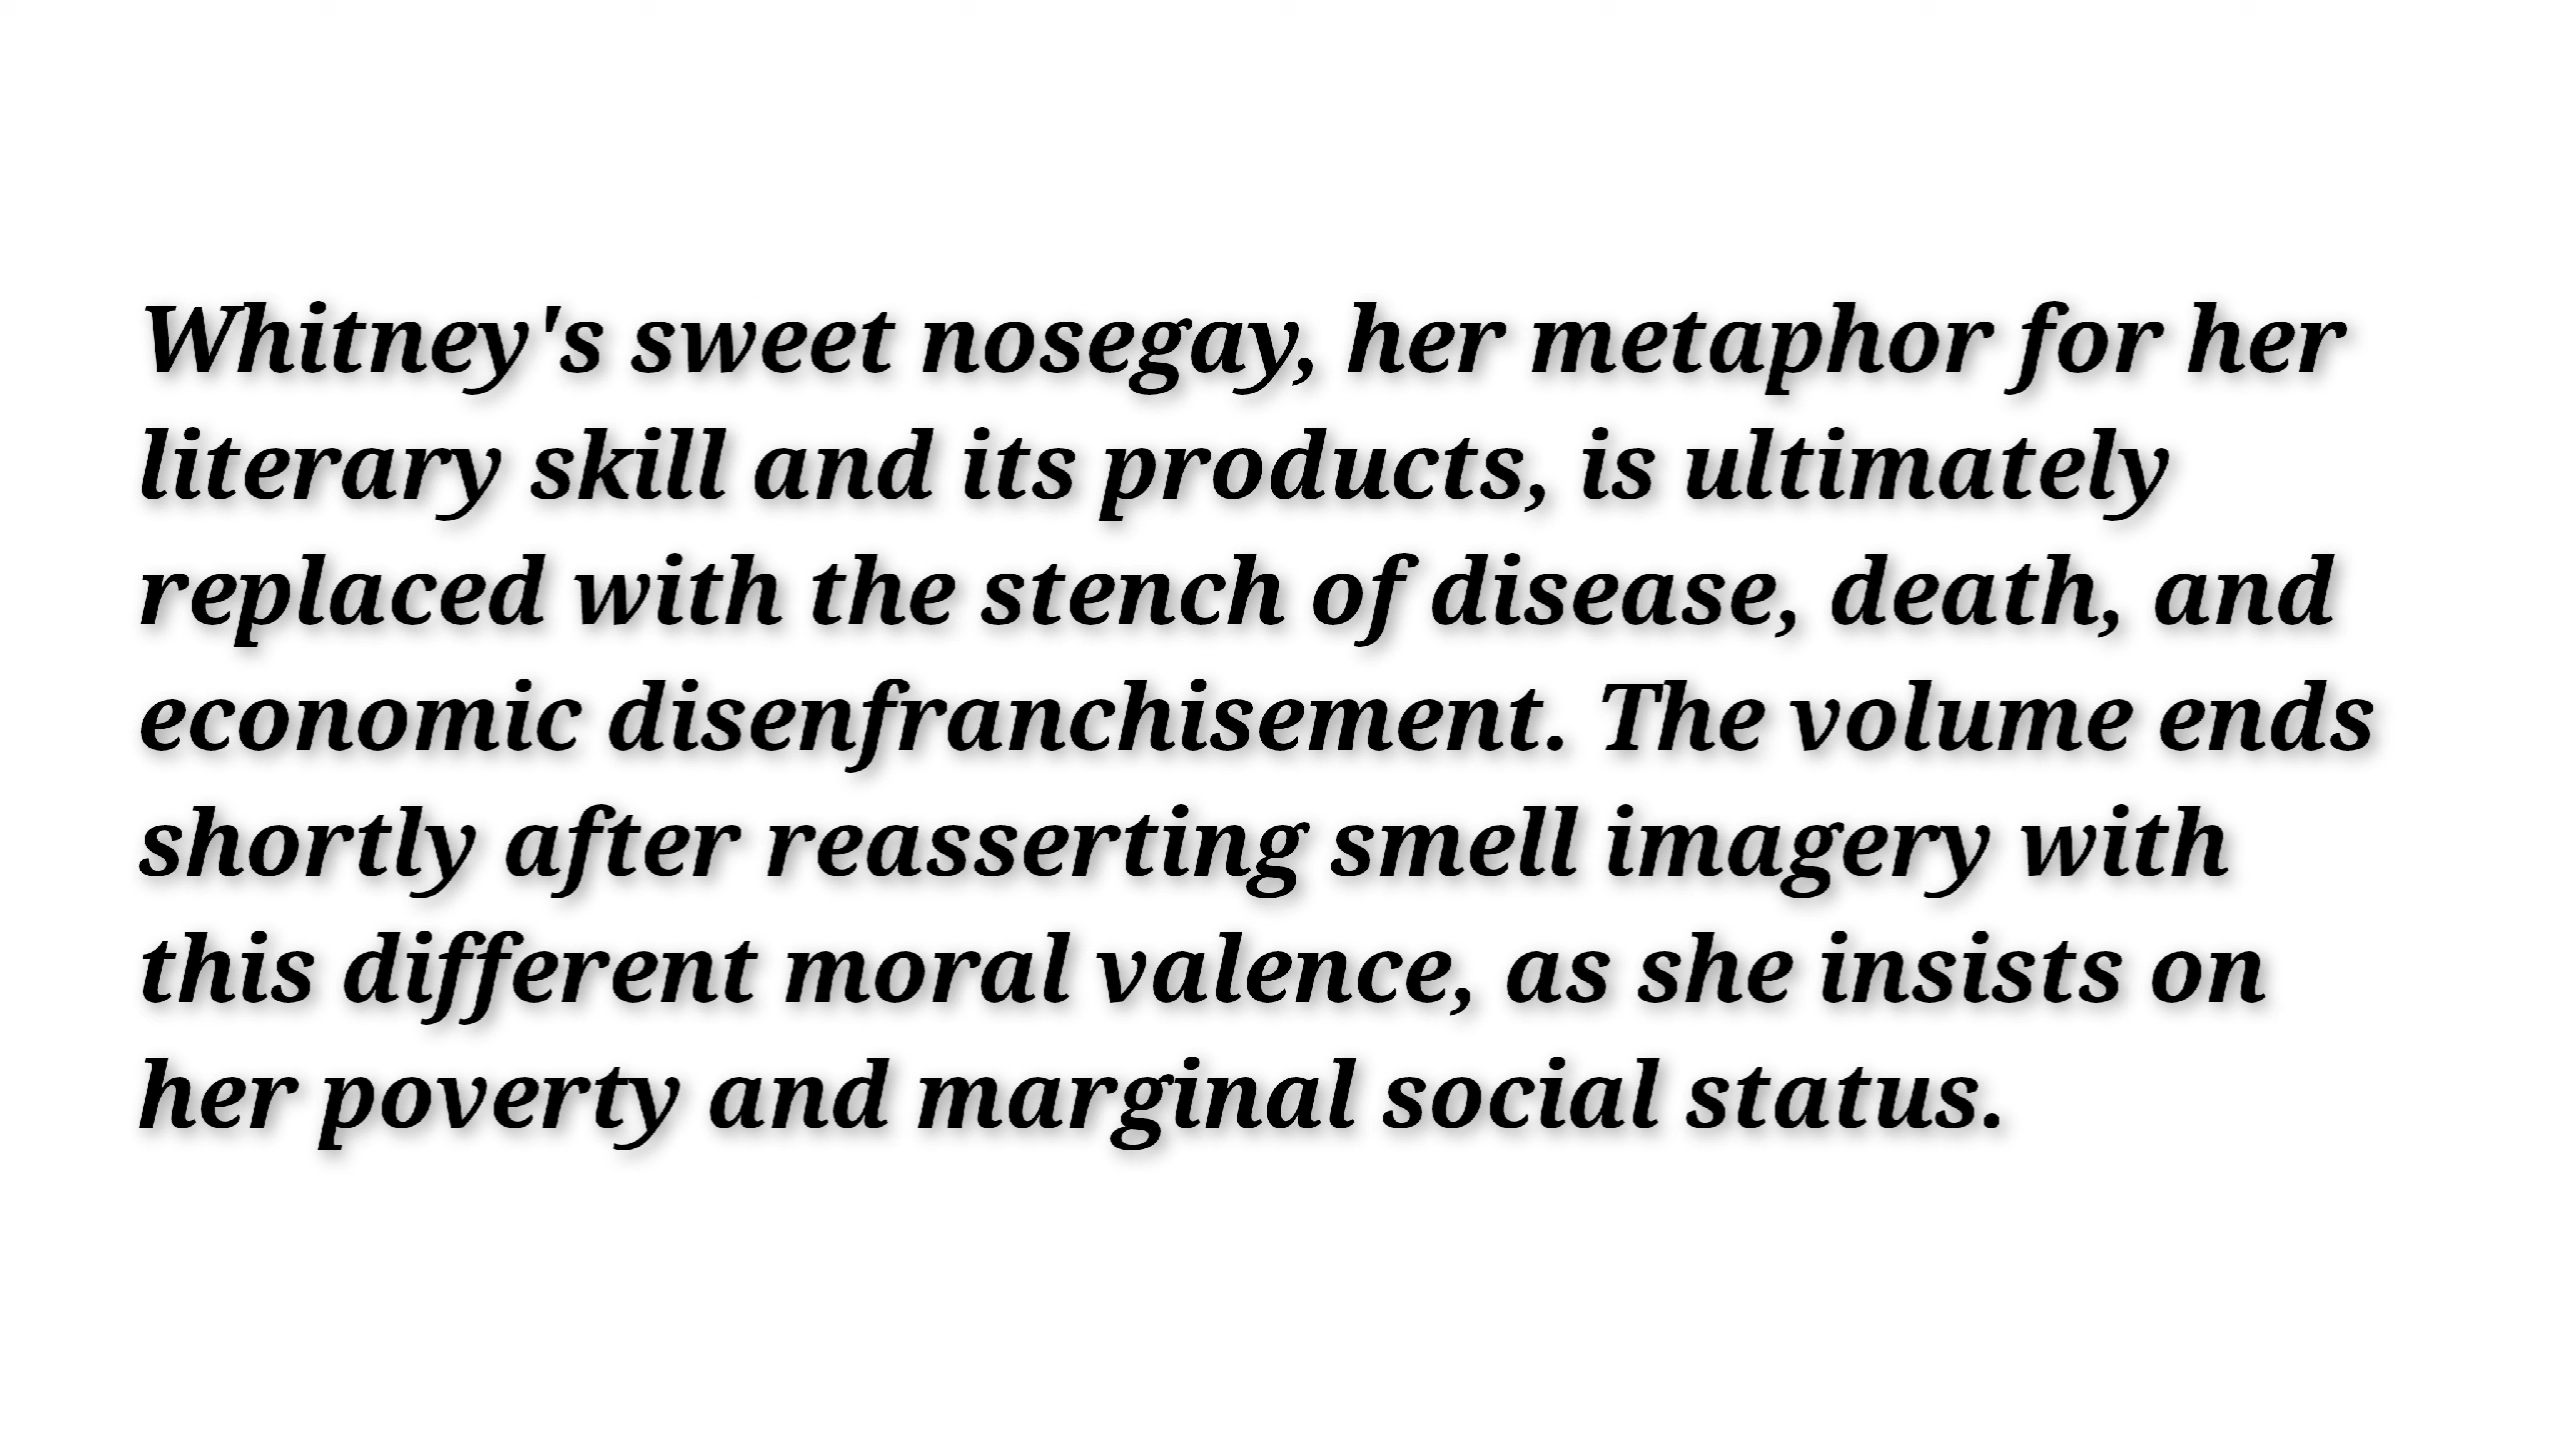 Whitney's sweet nosegay, her metaphor for her
literary skill and its products, is ultimately
replaced with the stench of disease, death, and
economic disenfranchisement. The volume ends
shortly after reasserting smell imagery with
this different moral valence, as she insists on
her poverty and marginal social status.